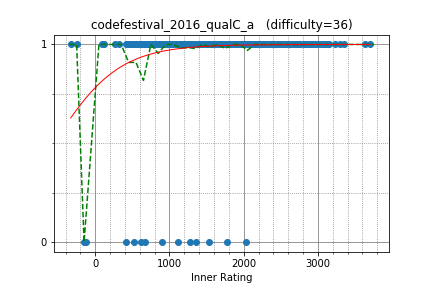 codefestival_2016_qualC_a (difficulty=36)
1
0
0 1000 2000 3000
Inner Rating